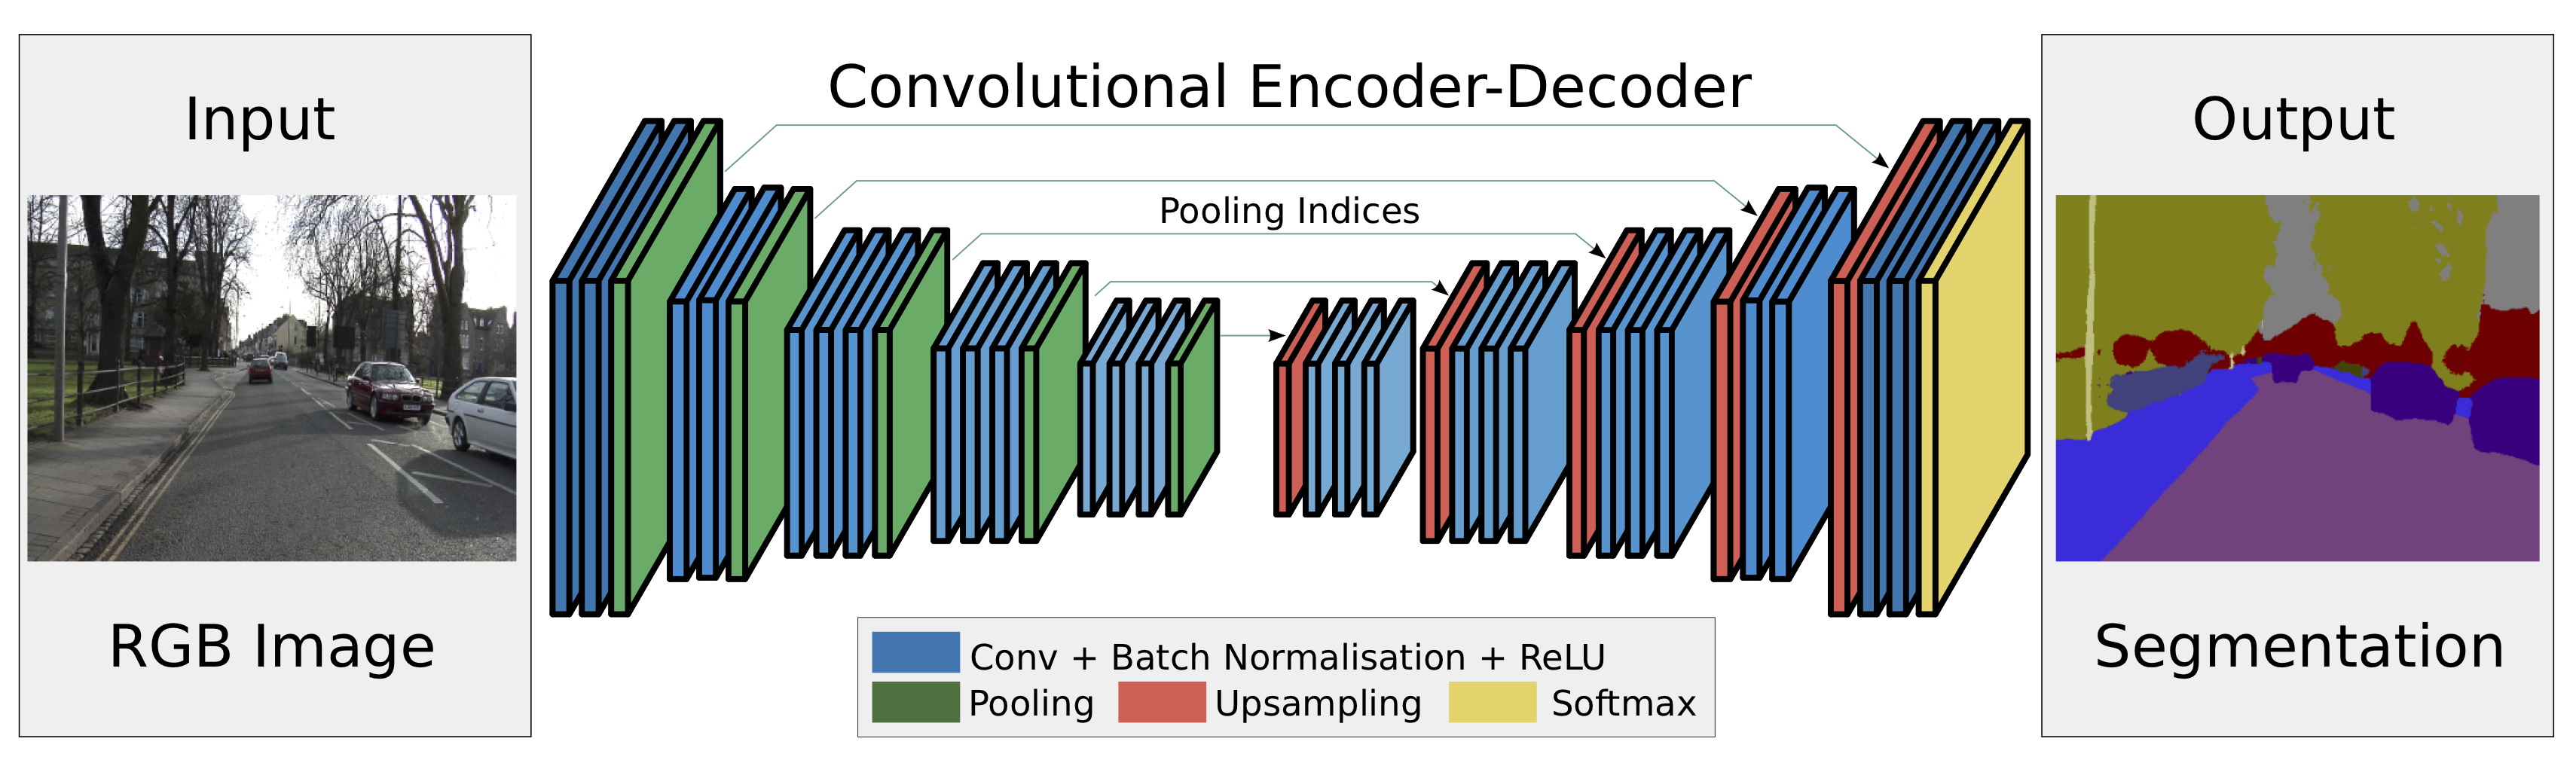 Input
RGB Image
Convolutional Encoder-Decoder
Pooling Indices
Conv + Batch Normalisation + ReLU
Pooling Upsampling Softmax
Output
Segmentation